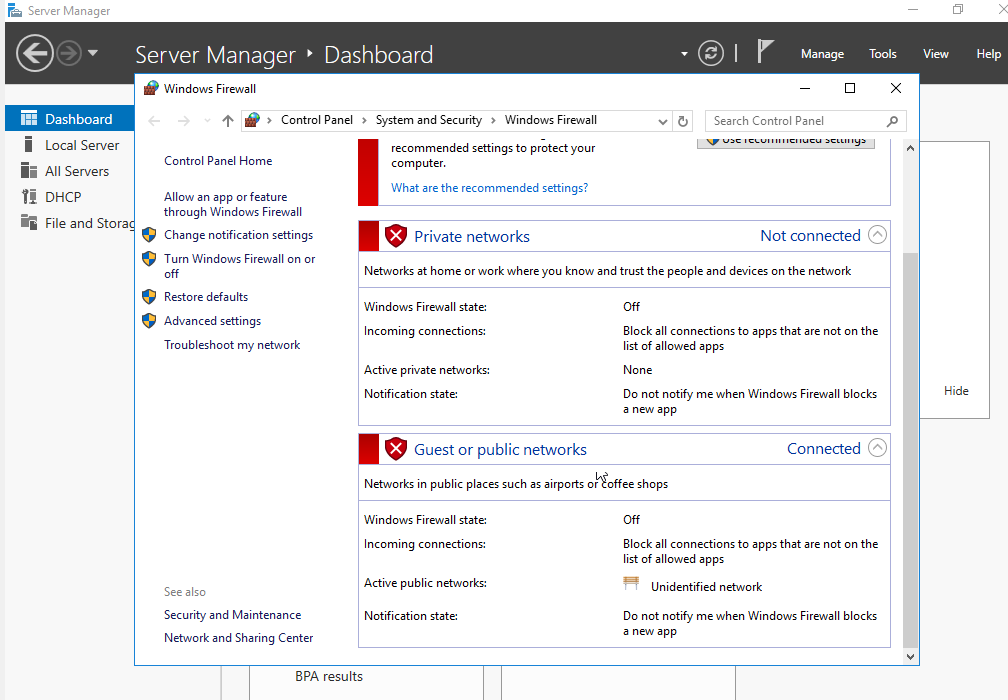 Server Manager
Server Manager ‣ Dashboard
Manage Tools View Help
Windows Firewall
Control Panel › System and Security › Windows Firewall
Search Control Panel
Dashboard
Local Server
All Servers
DHCP
File and Storag
Control Panel Home
Allow an app or feature
through Windows Firewall
Change notification settings
Turn Windows Firewall on or
off
Restore defaults
Advanced settings
Troubleshoot my network
See also
Security and Maintenance
Network and Sharing Center
recommended settings to protect your
computer.
Use recommended settings
What are the recommended settings?
Private networks Not connected
Networks at home or work where you know and trust the people and devices on the network
Windows Firewall state: Off
Incoming connections: Block all connections to apps that are not on the
list of allowed apps
Active private networks: None
Notification state: Do not notify me when Windows Firewall blocks
a new app
Guest or public networks Connected
Networks in public places such as airports or coffee shops
Windows Firewall state: Off
Incoming connections: Block all connections to apps that are not on the
list of allowed apps
Active public networks: Unidentified network
Notification state: Do not notify me when Windows Firewall blocks
a new app
Hide
BPA results